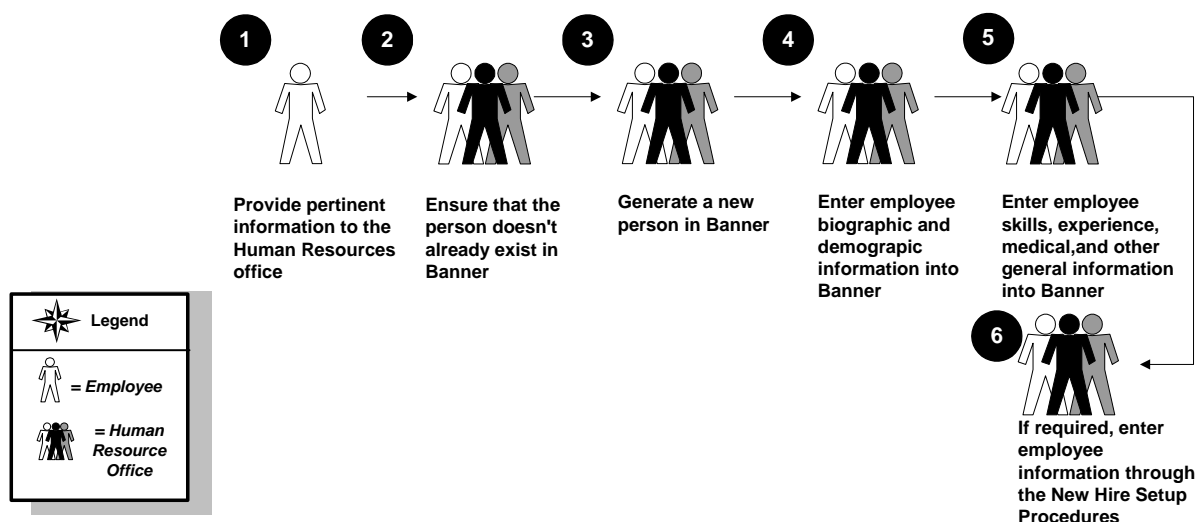 1
Provide pertinent
information to the
Human Resources
office
2
Ensure that the
person doesn't
already exist in
Banner
3
Generate a new
person in Banner
4
Enter employee
biographic and
demograpic
information into
Banner
5
Enter employee
skills, experience,
medical,and other
general information
into Banner
6
If required, enter
employee
information through
the New Hire Setup
Procedures
Legend
= Employee
= Human
Resource
Office